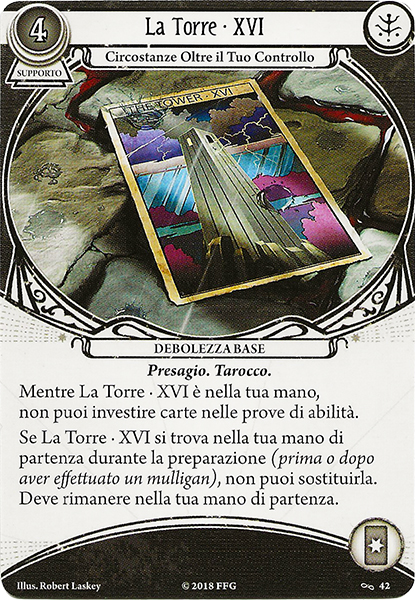 La Torre · XVI
4
SUPPORTO
Circostanze Oltre il Tuo Controllo
THE TOWER · XVI
DEBOLEZZA BASE
Presagio. Tarocco.
Mentre La Torre · XVI è nella tua mano,
non puoi investire carte nelle prove di abilità.
Se La Torre · XVI si trova nella tua mano di
partenza durante la preparazione (prima o dopo
aver effettuato un mulligan), non puoi sostituirla.
Deve rimanere nella tua mano di partenza.
Illus. Robert Laskey
© 2018 FFG
42